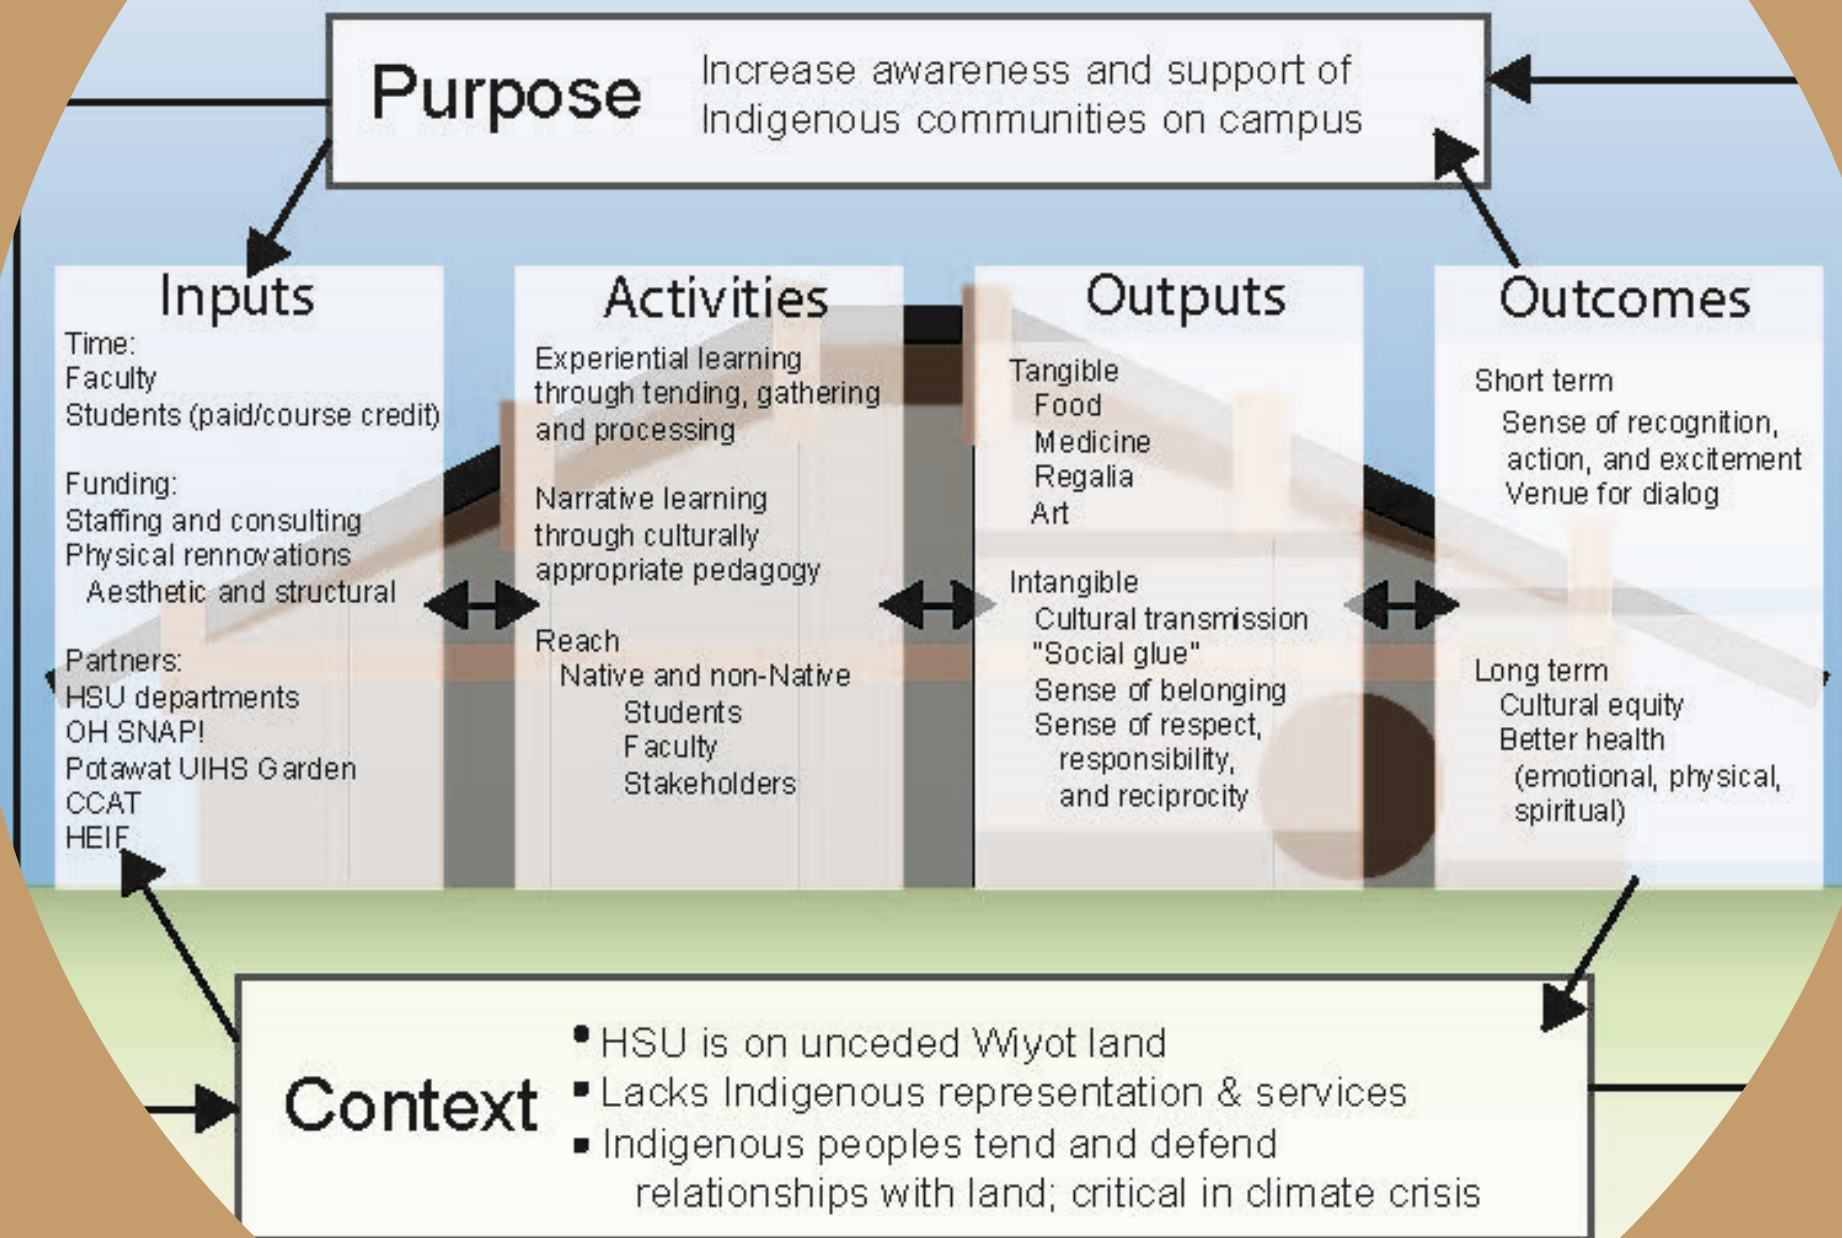 Purpose
Increase awareness and support of
Indigenous communities on campus
Inputs
Time:
Faculty
Students (paid/course credit)
Funding:
Staffing and consulting
Physical rennovations
Aesthetic and structural
Partners:
HSU departments
OH SNAP!
Potawat UIHS Garden
CCAT
HEIF
Activities
Experiential learning
through tending, gathering
and processing
Narrative learning
through culturally
appropriate pedagogy
Reach
Native and non-Native
Students
Faculty
Stakeholders
Outputs
Tangible
Food
Medicine
Regalia
Art
Intangible
Cultural transmission
"Social glue"
Sense of belonging
Sense of respect,
responsibility,
and reciprocity
Outcomes
Short term
Sense of recognition,
action, and excitement
Venue for dialog
Long term
Cultural equity
Better health
(emotional, physical,
spiritual)
Context
• HSU is on unceded Wiyot land
▪ Lacks Indigenous representation & services
▪ Indigenous peoples tend and defend
relationships with land; critical in climate crisis